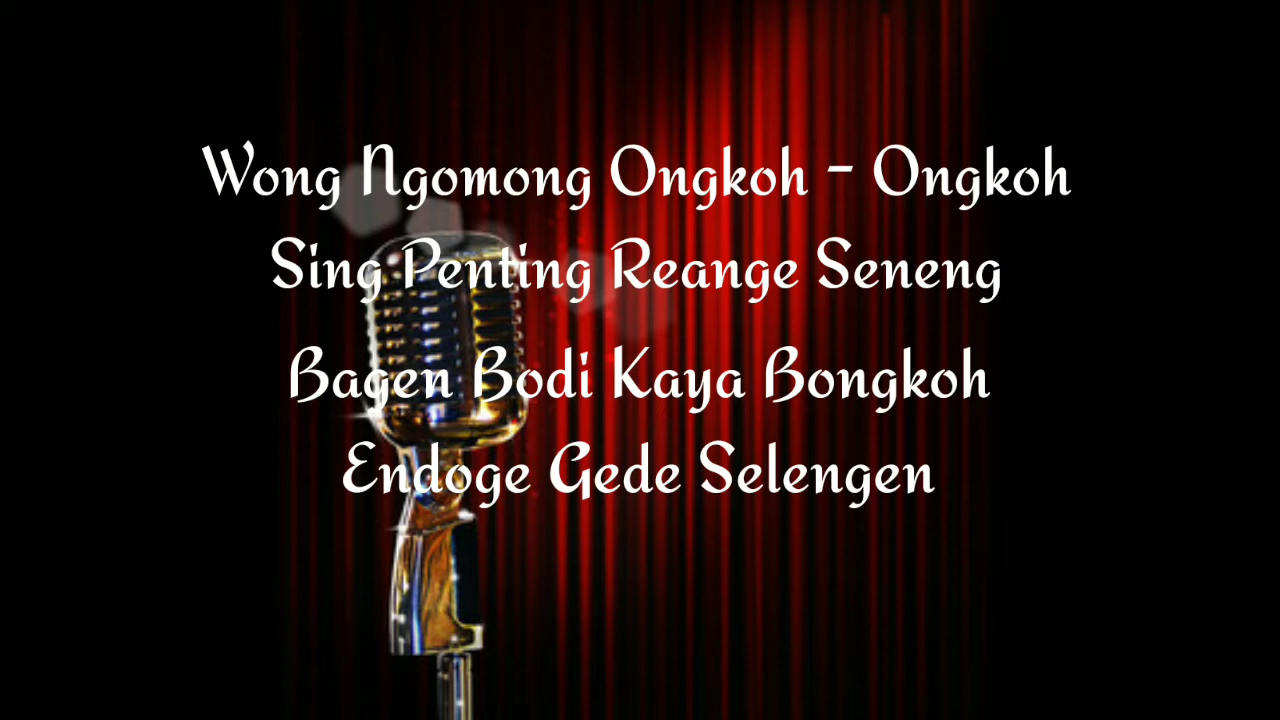 Wong Ngomong Ongkoh - Ongkoh
Sing Penting Reange Seneng
Bagen Bodi Kaya Bongkoh
Endoge Gede Selengen